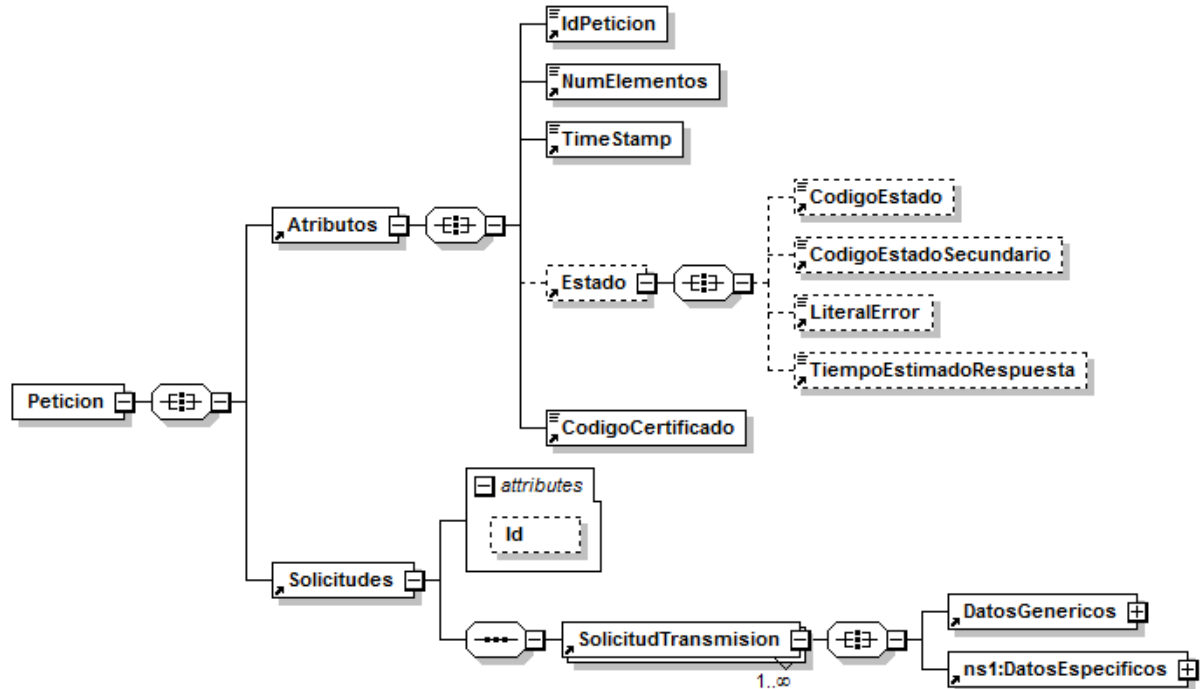 IdPeticion
NumElementos
TimeStamp
CodigoEstado
Atributos
CodigoEstadoSecundario
Estado
LiteralError
TiempoEstimadoRespuesta
Peticion
CodigoCertificado
attributes
Id
Solicitudes
DatosGenericos
SolicitudTransmision
ns1:DatosEspecificos
1..∞